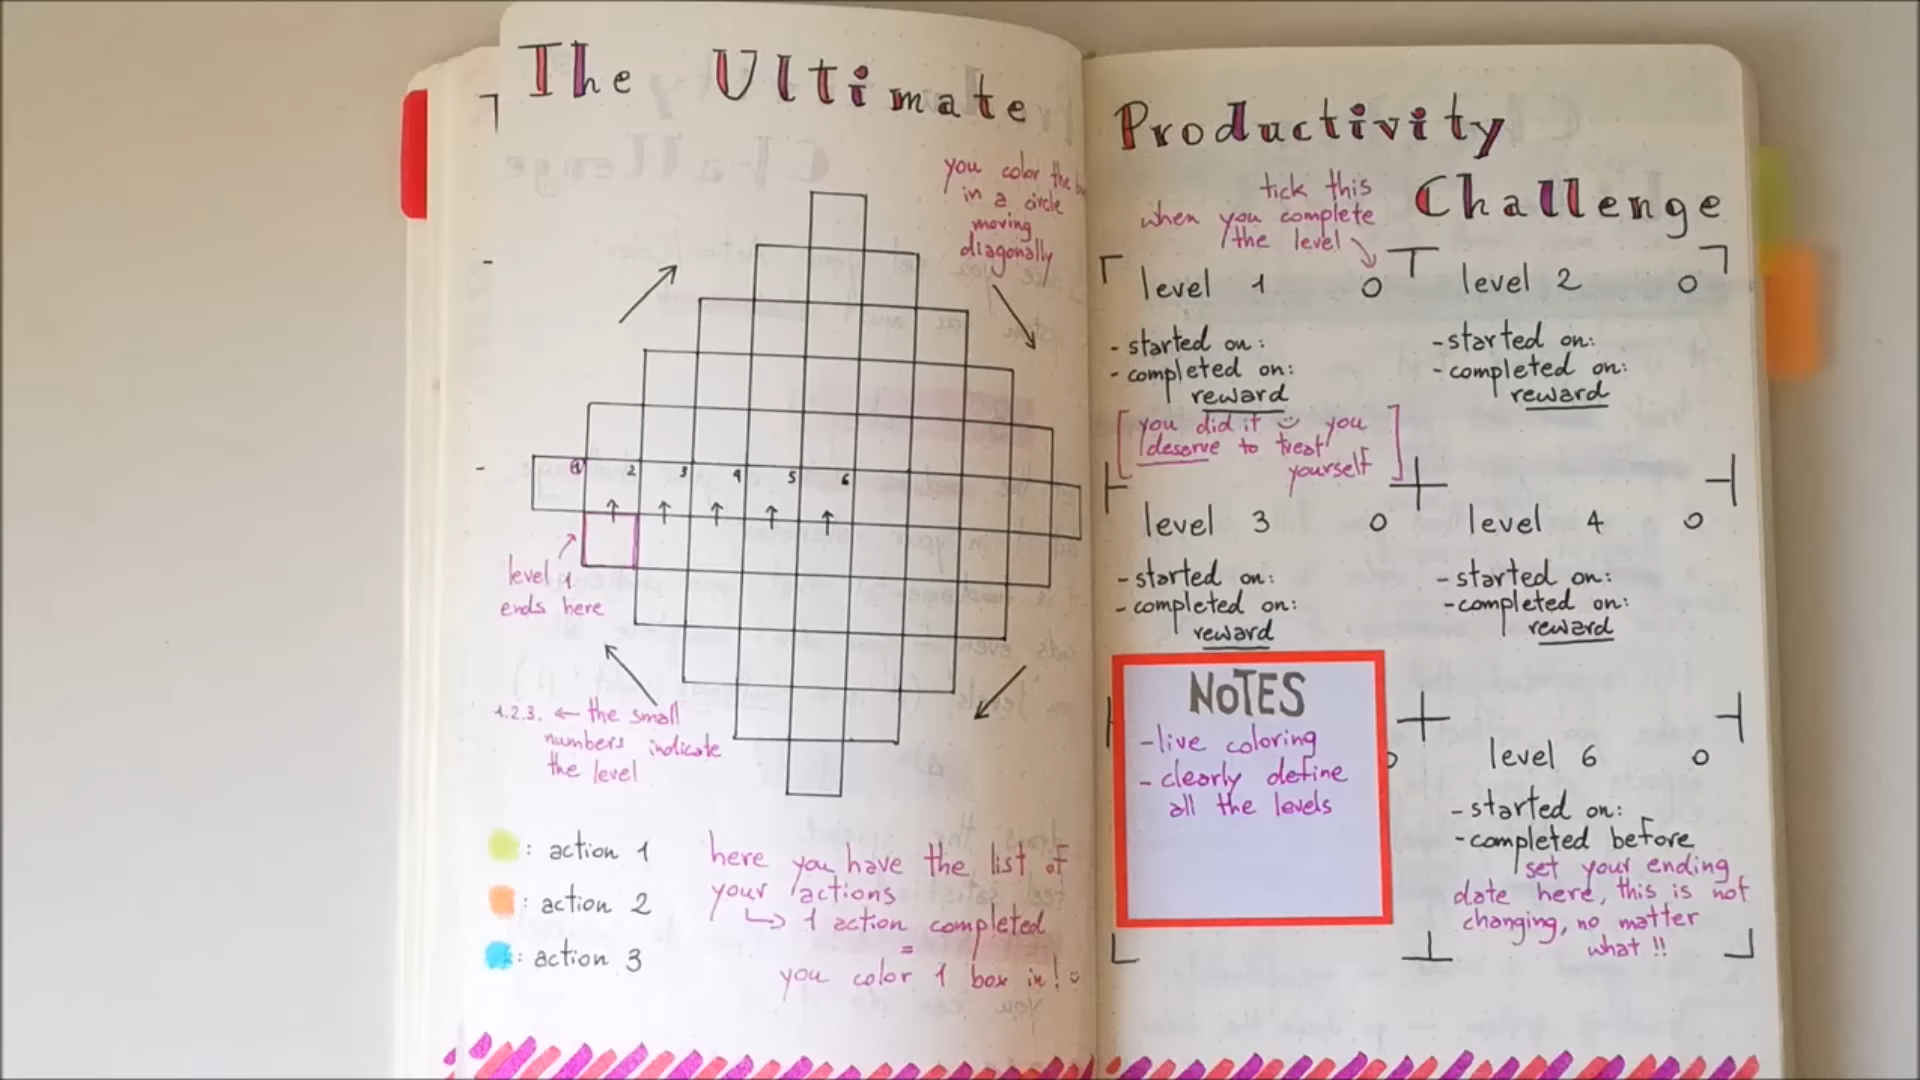 The Ultimate
you color the
in a circle
moving
diagonally
1 2 3 4 5 6
level 1
ends here
1.2.3. ← the small
numbers indicate
the level
: action 1
: action 2
: action 3
here you have the list of
your actions
↳ 1 action completed
=
you color 1 box in! :)
Productivity
Challenge
tick this
when you complete
the level
level 1
- started on:
- completed on:
reward
[you did it :) you
deserve to treat
yourself]
level 2
- started on:
- completed on:
reward
level 3
- started on:
- completed on:
reward
level 4
- started on:
- completed on:
reward
NOTES
- live coloring
- clearly define
all the levels
level 6
- started on:
- completed before
set your ending
date here, this is not
changing, no matter
what!!